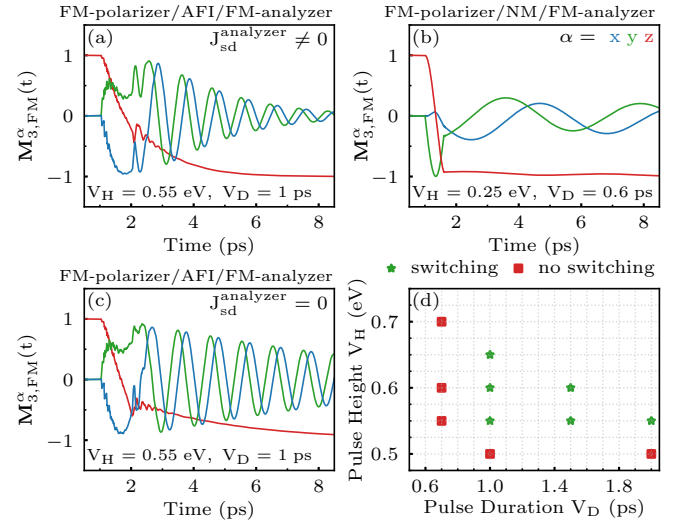 FM-polarizer/AFI/FM-analyzer
(a)
J_sd^analyzer ≠ 0
M^α_3,FM(t)
1
0
−1
V_H = 0.55 eV, V_D = 1 ps
2 4 6 8
Time (ps)
FM-polarizer/NM/FM-analyzer
(b)
α = x y z
M^α_3,FM(t)
1
0
−1
V_H = 0.25 eV, V_D = 0.6 ps
2 4 6 8
Time (ps)
FM-polarizer/AFI/FM-analyzer
(c)
J_sd^analyzer = 0
M^α_3,FM(t)
1
0
−1
V_H = 0.55 eV, V_D = 1 ps
2 4 6 8
Time (ps)
switching no switching
(d)
Pulse Height V_H (eV)
0.7
0.6
0.5
0.6 1.0 1.4 1.8
Pulse Duration V_D (ps)